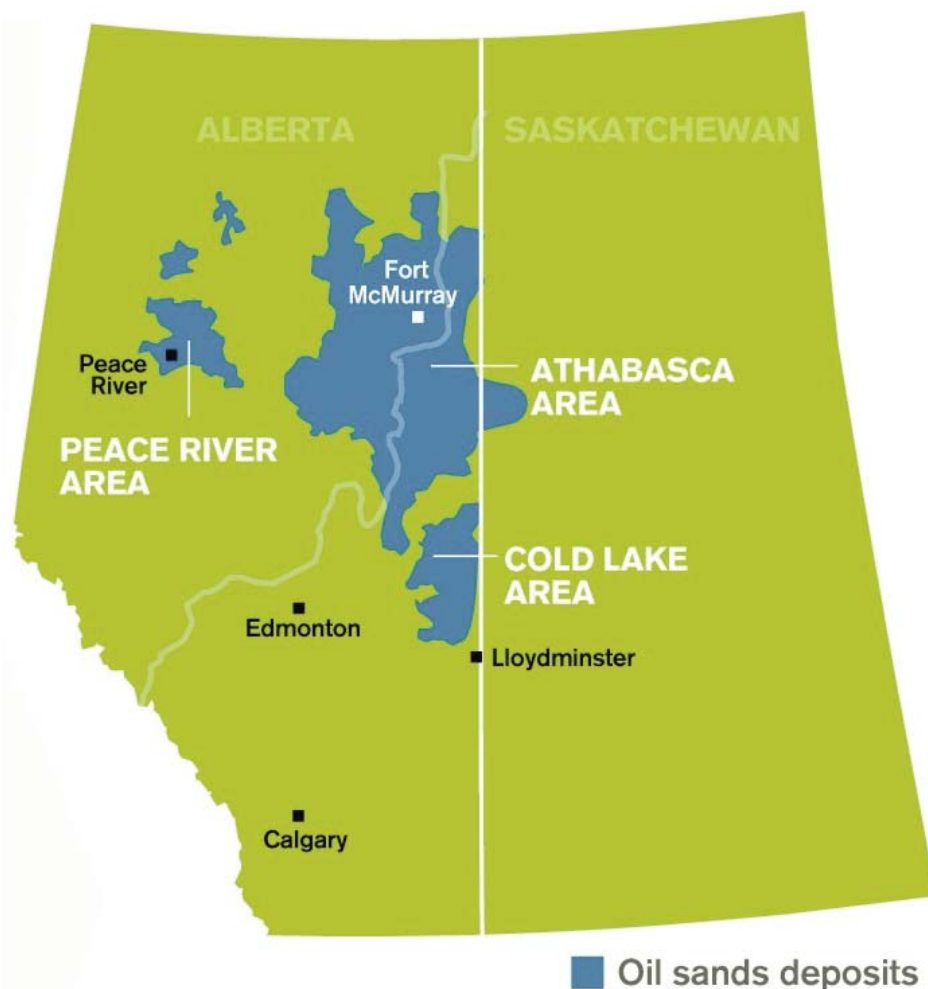 ALBERTA
SASKATCHEWAN
Fort
McMurray
Peace
River
ATHABASCA
AREA
PEACE RIVER
AREA
COLD LAKE
AREA
Edmonton
Lloydminster
Calgary
Oil sands deposits